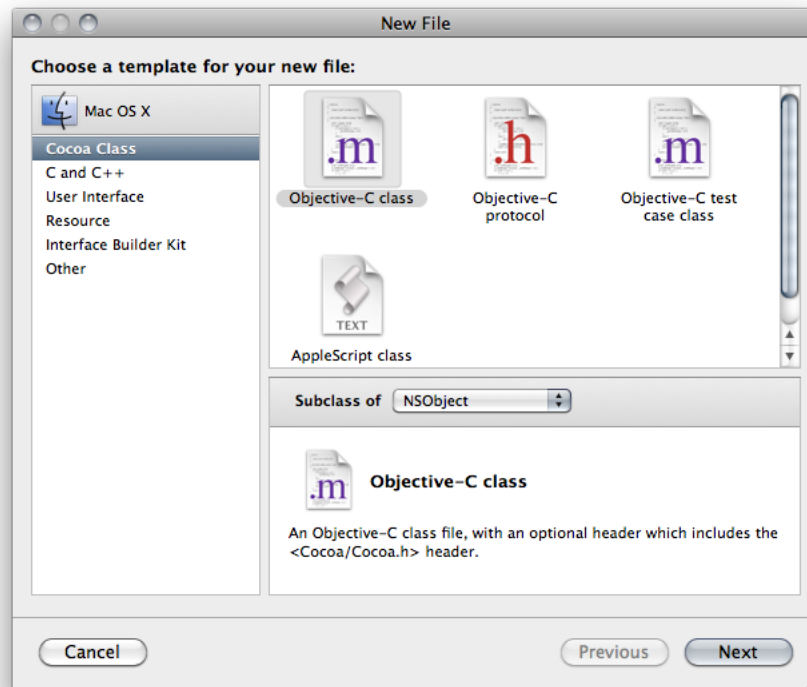 New File
Choose a template for your new file:
Mac OS X
Cocoa Class
C and C++
User Interface
Resource
Interface Builder Kit
Other
.m
Objective-C class
.h
Objective-C
protocol
.m
Objective-C test
case class
TEXT
AppleScript class
Subclass of NSObject
.m
Objective-C class
An Objective-C class file, with an optional header which includes the
<Cocoa/Cocoa.h> header.
Cancel
Previous
Next